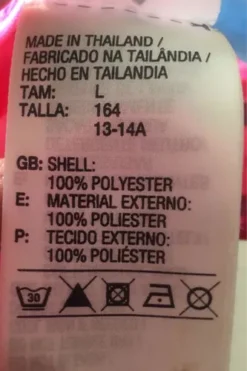 MADE IN THAILAND /
FABRICADO NA TAILÂNDIA /
HECHO EN TAILANDIA
TAM: L
TALLA: 164
13-14A
GB: SHELL:
100% POLYESTER
E: MATERIAL EXTERNO:
100% POLIESTER
P: TECIDO EXTERNO:
100% POLIÉSTER
30